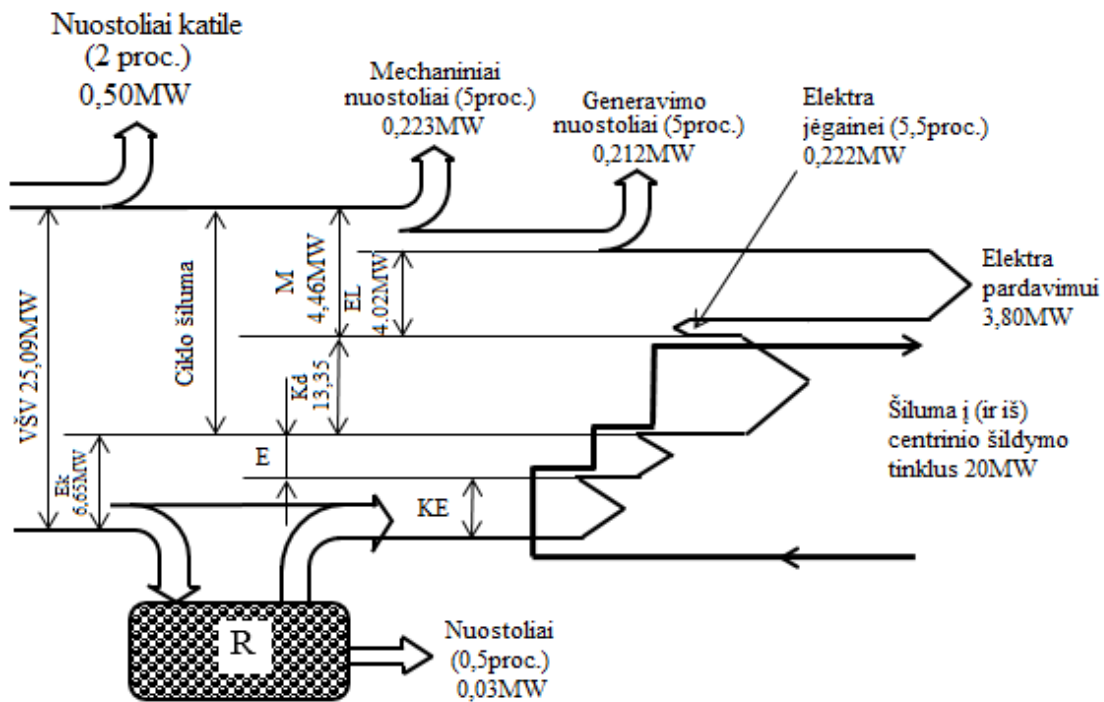 Nuostoliai katile
(2 proc.)
0,50MW
Mechaniniai
nuostoliai (5proc.)
0,223MW
Generavimo
nuostoliai (5proc.)
0,212MW
Elektra
jėgainei (5,5proc.)
0,222MW
VŠV 25,09MW
Ciklo šiluma
M
4,46MW
EL
4.02MW
Elektra
pardavimui
3,80MW
Kd
13,35
Ek
6,65MW
E
KE
Šiluma į (ir iš)
centrinio šildymo
tinklus 20MW
R
Nuostoliai
(0,5proc.)
0,03MW